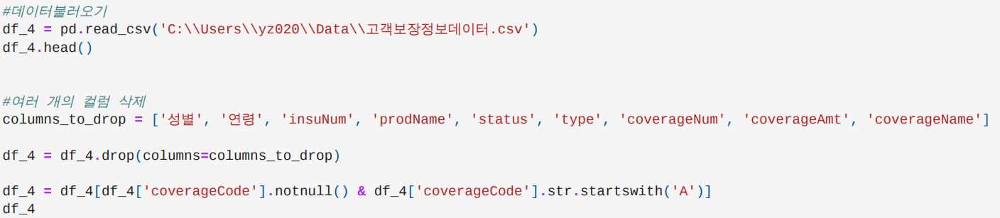 #데이터불러오기
df_4 = pd.read_csv('C:\\Users\\yz020\\Data\\고객보장정보데이터.csv')
df_4.head()
#여러 개의 컬럼 삭제
columns_to_drop = ['성별', '연령', 'insuNum', 'prodName', 'status', 'type', 'coverageNum', 'coverageAmt', 'coverageName']
df_4 = df_4.drop(columns=columns_to_drop)
df_4 = df_4[df_4['coverageCode'].notnull() & df_4['coverageCode'].str.startswith('A')]
df_4